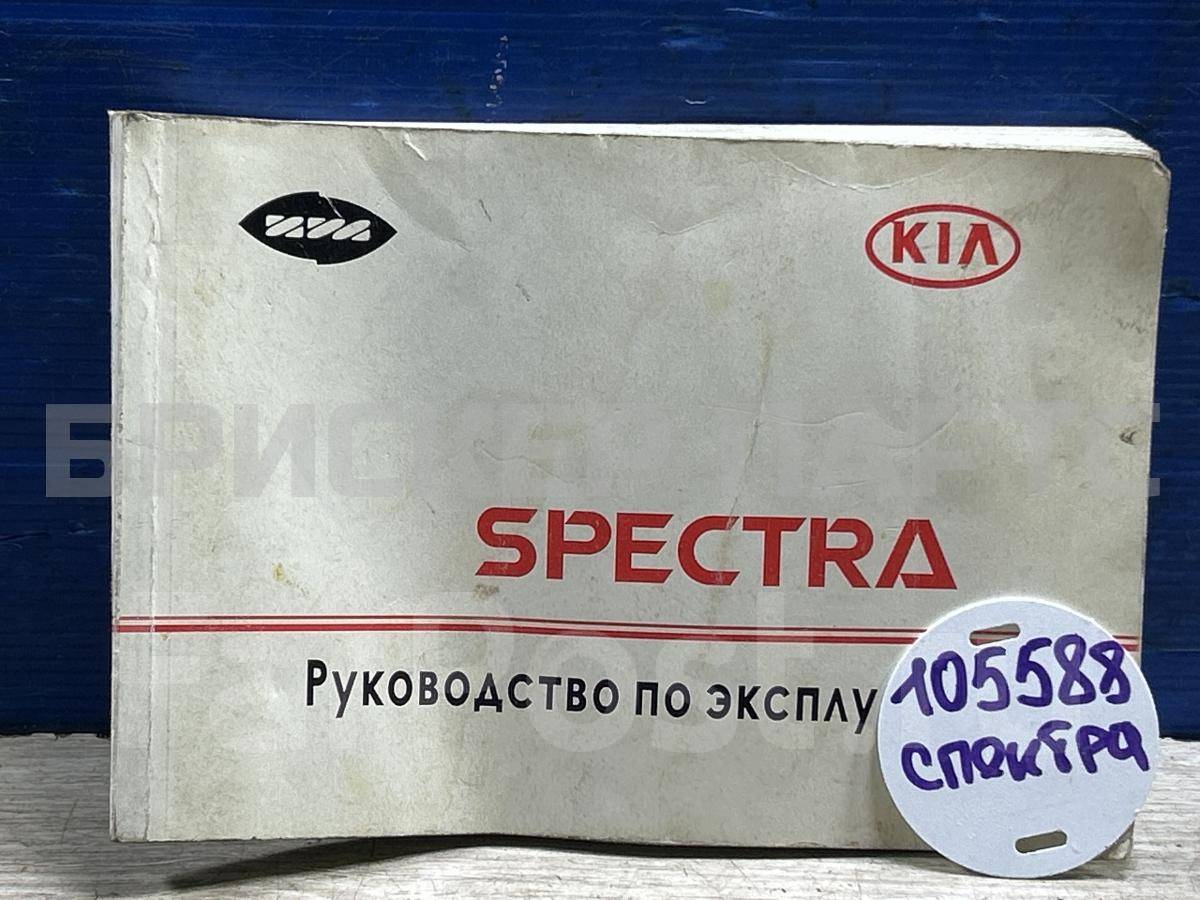 KIA
SPECTRA
Руководство по эксплу
105588
спектра